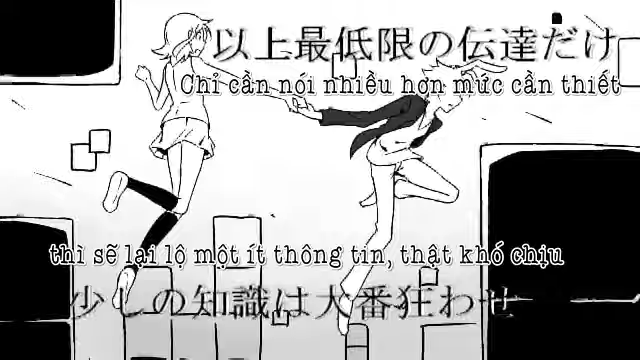 以上最低限の伝達だけ
Chỉ cần nói nhiều hơn mức cần thiết
thì sẽ lại lộ một ít thông tin, thật khó chịu
少しの知識は大番狂わせ